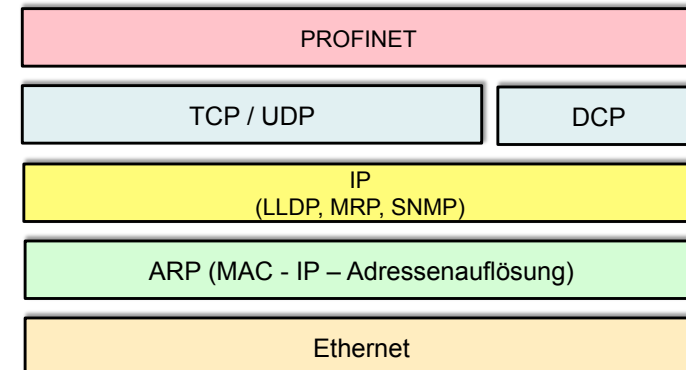 PROFINET
TCP / UDP
DCP
IP
(LLDP, MRP, SNMP)
ARP (MAC - IP – Adressenauflösung)
Ethernet